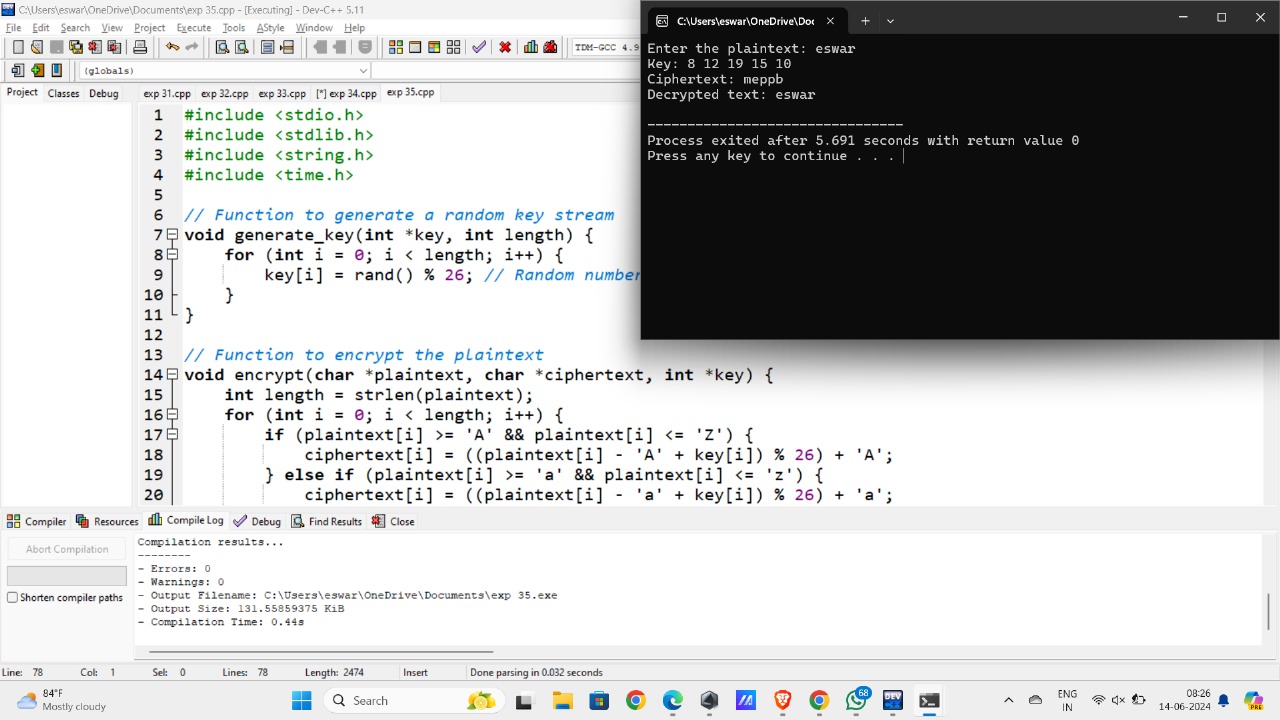 C:\Users\eswar\OneDrive\Documents\exp 35.cpp - [Executing] - Dev-C++ 5.11
File Edit Search View Project Execute Tools AStyle Window Help
TDM-GCC 4.9
(globals)
Project Classes Debug
exp 31.cpp exp 32.cpp exp 33.cpp [*] exp 34.cpp exp 35.cpp
1 #include <stdio.h>
2 #include <stdlib.h>
3 #include <string.h>
4 #include <time.h>
5
6 // Function to generate a random key stream
7 void generate_key(int *key, int length) {
8 for (int i = 0; i < length; i++) {
9 key[i] = rand() % 26; // Random number
10 }
11 }
12
13 // Function to encrypt the plaintext
14 void encrypt(char *plaintext, char *ciphertext, int *key) {
15 int length = strlen(plaintext);
16 for (int i = 0; i < length; i++) {
17 if (plaintext[i] >= 'A' && plaintext[i] <= 'Z') {
18 ciphertext[i] = ((plaintext[i] - 'A' + key[i]) % 26) + 'A';
19 } else if (plaintext[i] >= 'a' && plaintext[i] <= 'z') {
20 ciphertext[i] = ((plaintext[i] - 'a' + key[i]) % 26) + 'a';
C:\Users\eswar\OneDrive\Doc
Enter the plaintext: eswar
Key: 8 12 19 15 10
Ciphertext: meppb
Decrypted text: eswar
--------------------------------
Process exited after 5.691 seconds with return value 0
Press any key to continue . . .
Compiler Resources Compile Log Debug Find Results Close
Abort Compilation
Shorten compiler paths
Compilation results...
--------
- Errors: 0
- Warnings: 0
- Output Filename: C:\Users\eswar\OneDrive\Documents\exp 35.exe
- Output Size: 131.55859375 KiB
- Compilation Time: 0.44s
Line: 78 Col: 1 Sel: 0 Lines: 78 Length: 2474 Insert Done parsing in 0.032 seconds
84°F
Mostly cloudy
Search
DEV
68
ENG
IN
08:26
14-06-2024
PRE